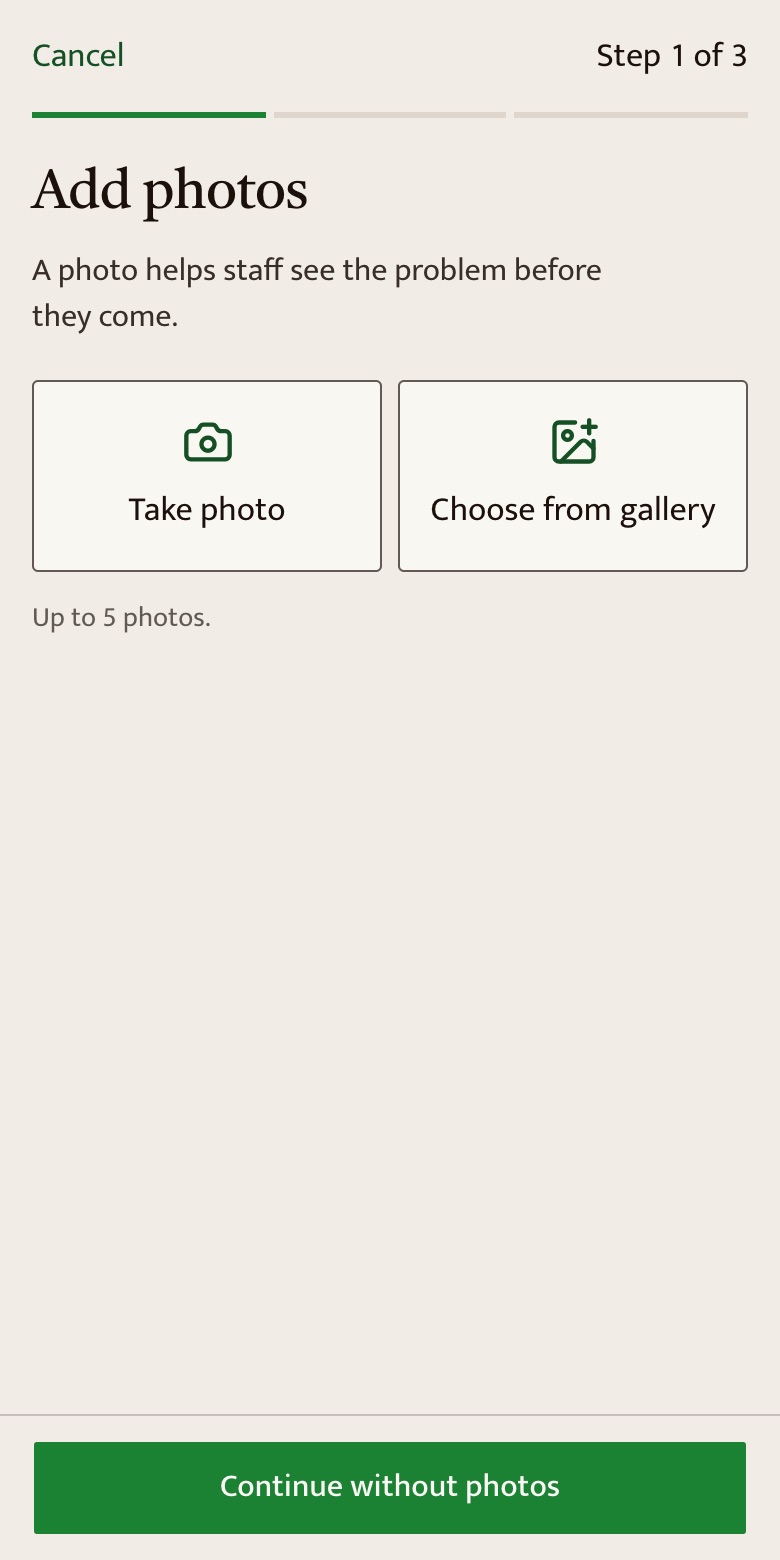 Cancel
Step 1 of 3
Add photos
A photo helps staff see the problem before
they come.
Take photo
Choose from gallery
Up to 5 photos.
Continue without photos